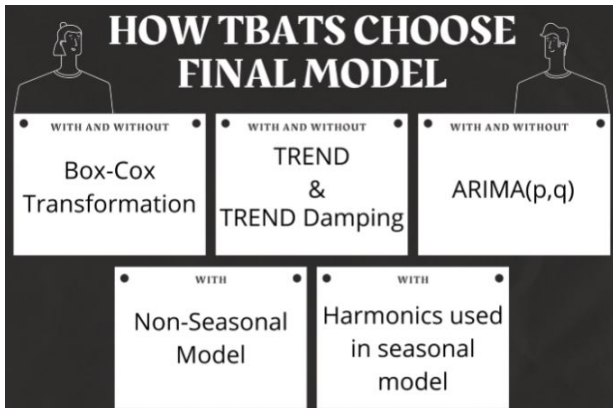 HOW TBATS CHOOSE
FINAL MODEL
WITH AND WITHOUT
Box-Cox
Transformation
WITH AND WITHOUT
TREND
&
TREND Damping
WITH AND WITHOUT
ARIMA(p,q)
WITH
Non-Seasonal
Model
WITH
Harmonics used
in seasonal
model